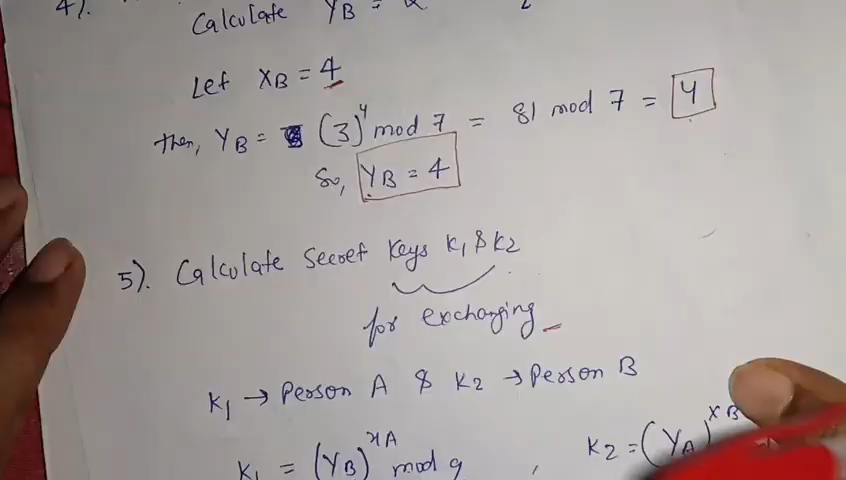 4).
Calculate YB =
Let XB = 4
then, YB = (3)^4 mod 7 = 81 mod 7 = 4
So, YB = 4
5). Calculate Secret Keys K1 & K2
for exchanging
K1 → Person A & K2 → Person B
K1 = (YB)^XA mod q , K2 = (YA)^XB